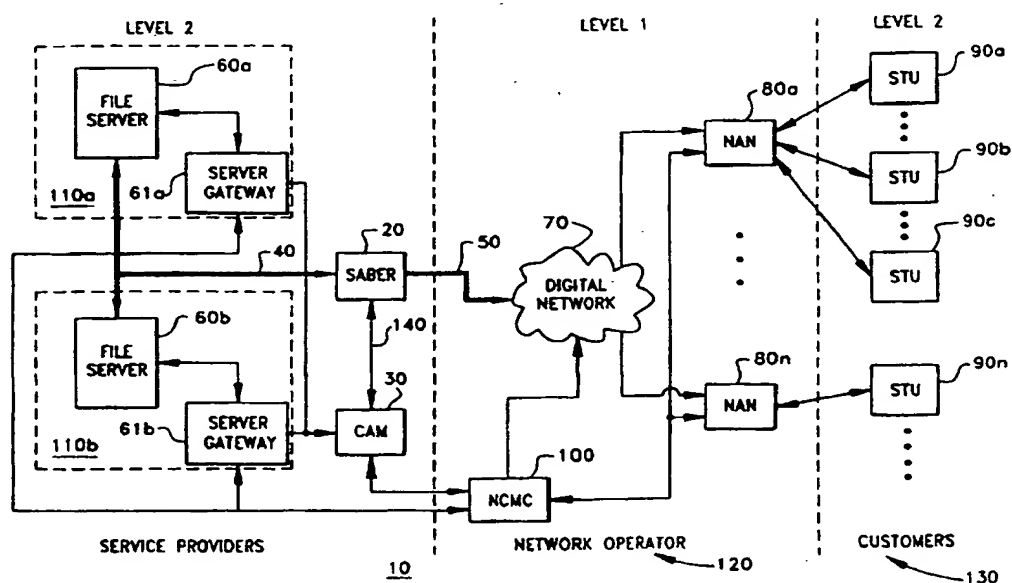 LEVEL 2
LEVEL 1
LEVEL 2
60a
FILE
SERVER
SERVER
GATEWAY
61a
110a
40
20
SABER
50
70
DIGITAL
NETWORK
80a
NAN
90a
STU
90b
STU
90c
STU
60b
FILE
SERVER
SERVER
GATEWAY
61b
110b
140
30
CAM
100
NCMC
80n
NAN
90n
STU
SERVICE PROVIDERS
10
NETWORK OPERATOR
120
CUSTOMERS
130